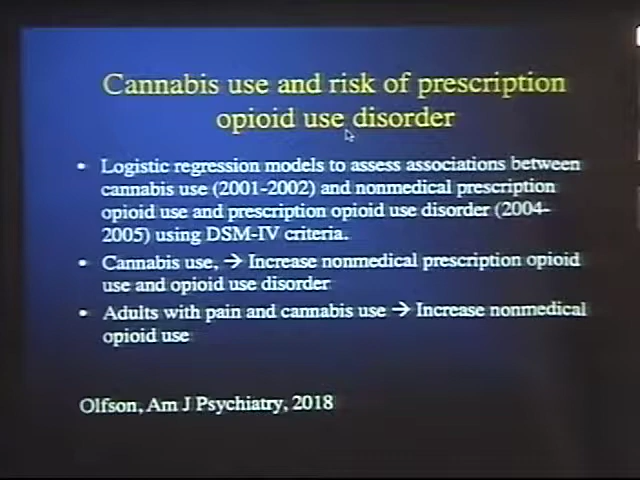 Cannabis use and risk of prescription
opioid use disorder
• Logistic regression models to assess associations between
cannabis use (2001-2002) and nonmedical prescription
opioid use and prescription opioid use disorder (2004-
2005) using DSM-IV criteria.
• Cannabis use, → Increase nonmedical prescription opioid
use and opioid use disorder
• Adults with pain and cannabis use → Increase nonmedical
opioid use
Olfson, Am J Psychiatry, 2018